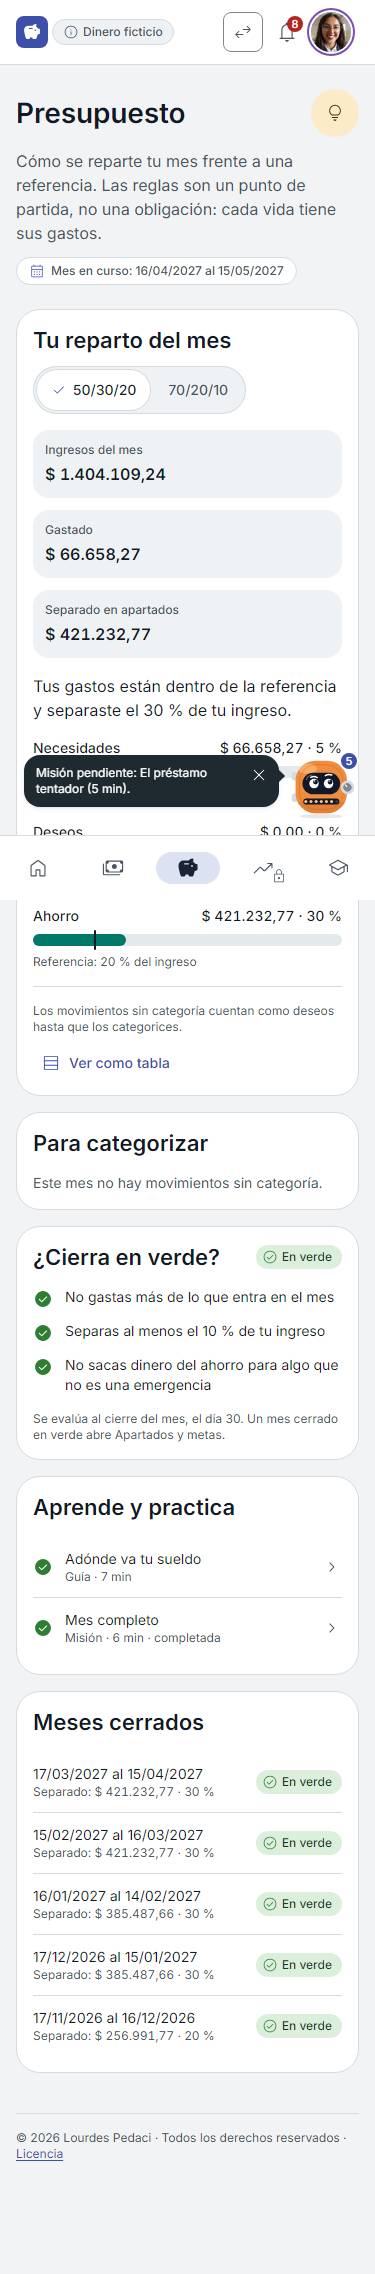 Dinero ficticio
8
Presupuesto
Cómo se reparte tu mes frente a una
referencia. Las reglas son un punto de
partida, no una obligación: cada vida tiene
sus gastos.
Mes en curso: 16/04/2027 al 15/05/2027
Tu reparto del mes
50/30/20 70/20/10
Ingresos del mes
$ 1.404.109,24
Gastado
$ 66.658,27
Separado en apartados
$ 421.232,77
Tus gastos están dentro de la referencia
y separaste el 30 % de tu ingreso.
Necesidades $ 66.658,27 · 5 %
Misión pendiente: El préstamo
tentador (5 min).
5
Deseos $ 0,00 · 0 %
Ahorro $ 421.232,77 · 30 %
Referencia: 20 % del ingreso
Los movimientos sin categoría cuentan como deseos
hasta que los categorices.
Ver como tabla
Para categorizar
Este mes no hay movimientos sin categoría.
¿Cierra en verde? En verde
No gastas más de lo que entra en el mes
Separas al menos el 10 % de tu ingreso
No sacas dinero del ahorro para algo que
no es una emergencia
Se evalúa al cierre del mes, el día 30. Un mes cerrado
en verde abre Apartados y metas.
Aprende y practica
Adónde va tu sueldo
Guía · 7 min
Mes completo
Misión · 6 min · completada
Meses cerrados
17/03/2027 al 15/04/2027
Separado: $ 421.232,77 · 30 %
En verde
15/02/2027 al 16/03/2027
Separado: $ 421.232,77 · 30 %
En verde
16/01/2027 al 14/02/2027
Separado: $ 385.487,66 · 30 %
En verde
17/12/2026 al 15/01/2027
Separado: $ 385.487,66 · 30 %
En verde
17/11/2026 al 16/12/2026
Separado: $ 256.991,77 · 20 %
En verde
© 2026 Lourdes Pedaci · Todos los derechos reservados ·
Licencia